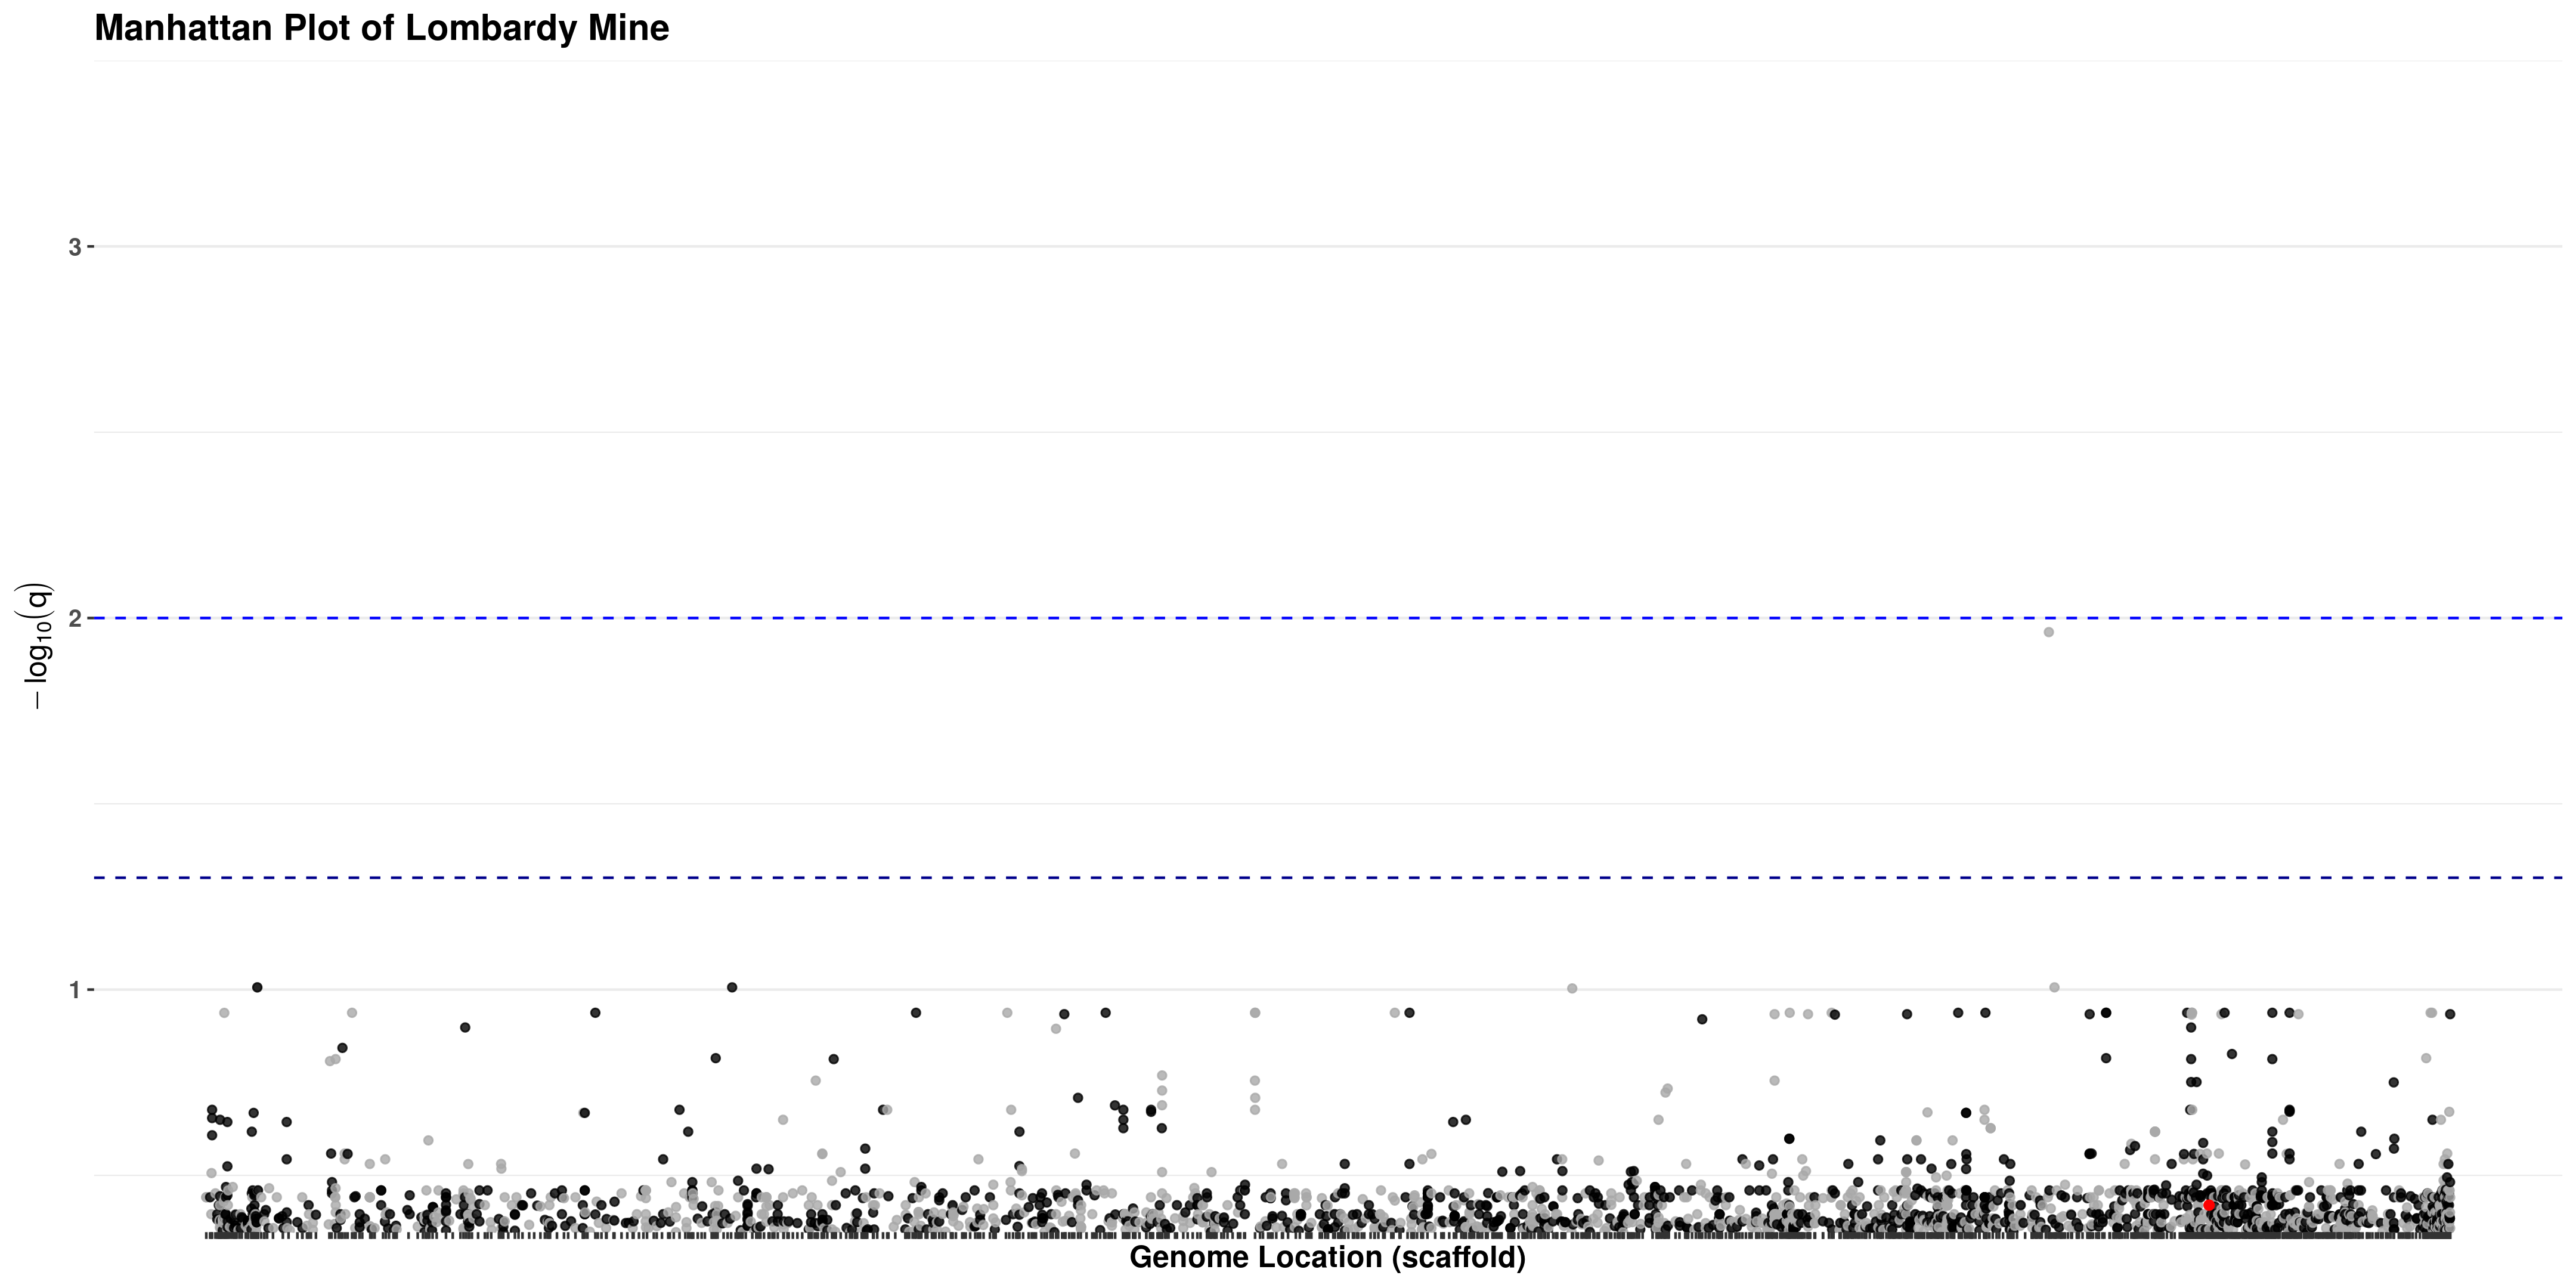 Manhattan Plot of Lombardy Mine
3
2
1
− log10(q)
Genome Location (scaffold)